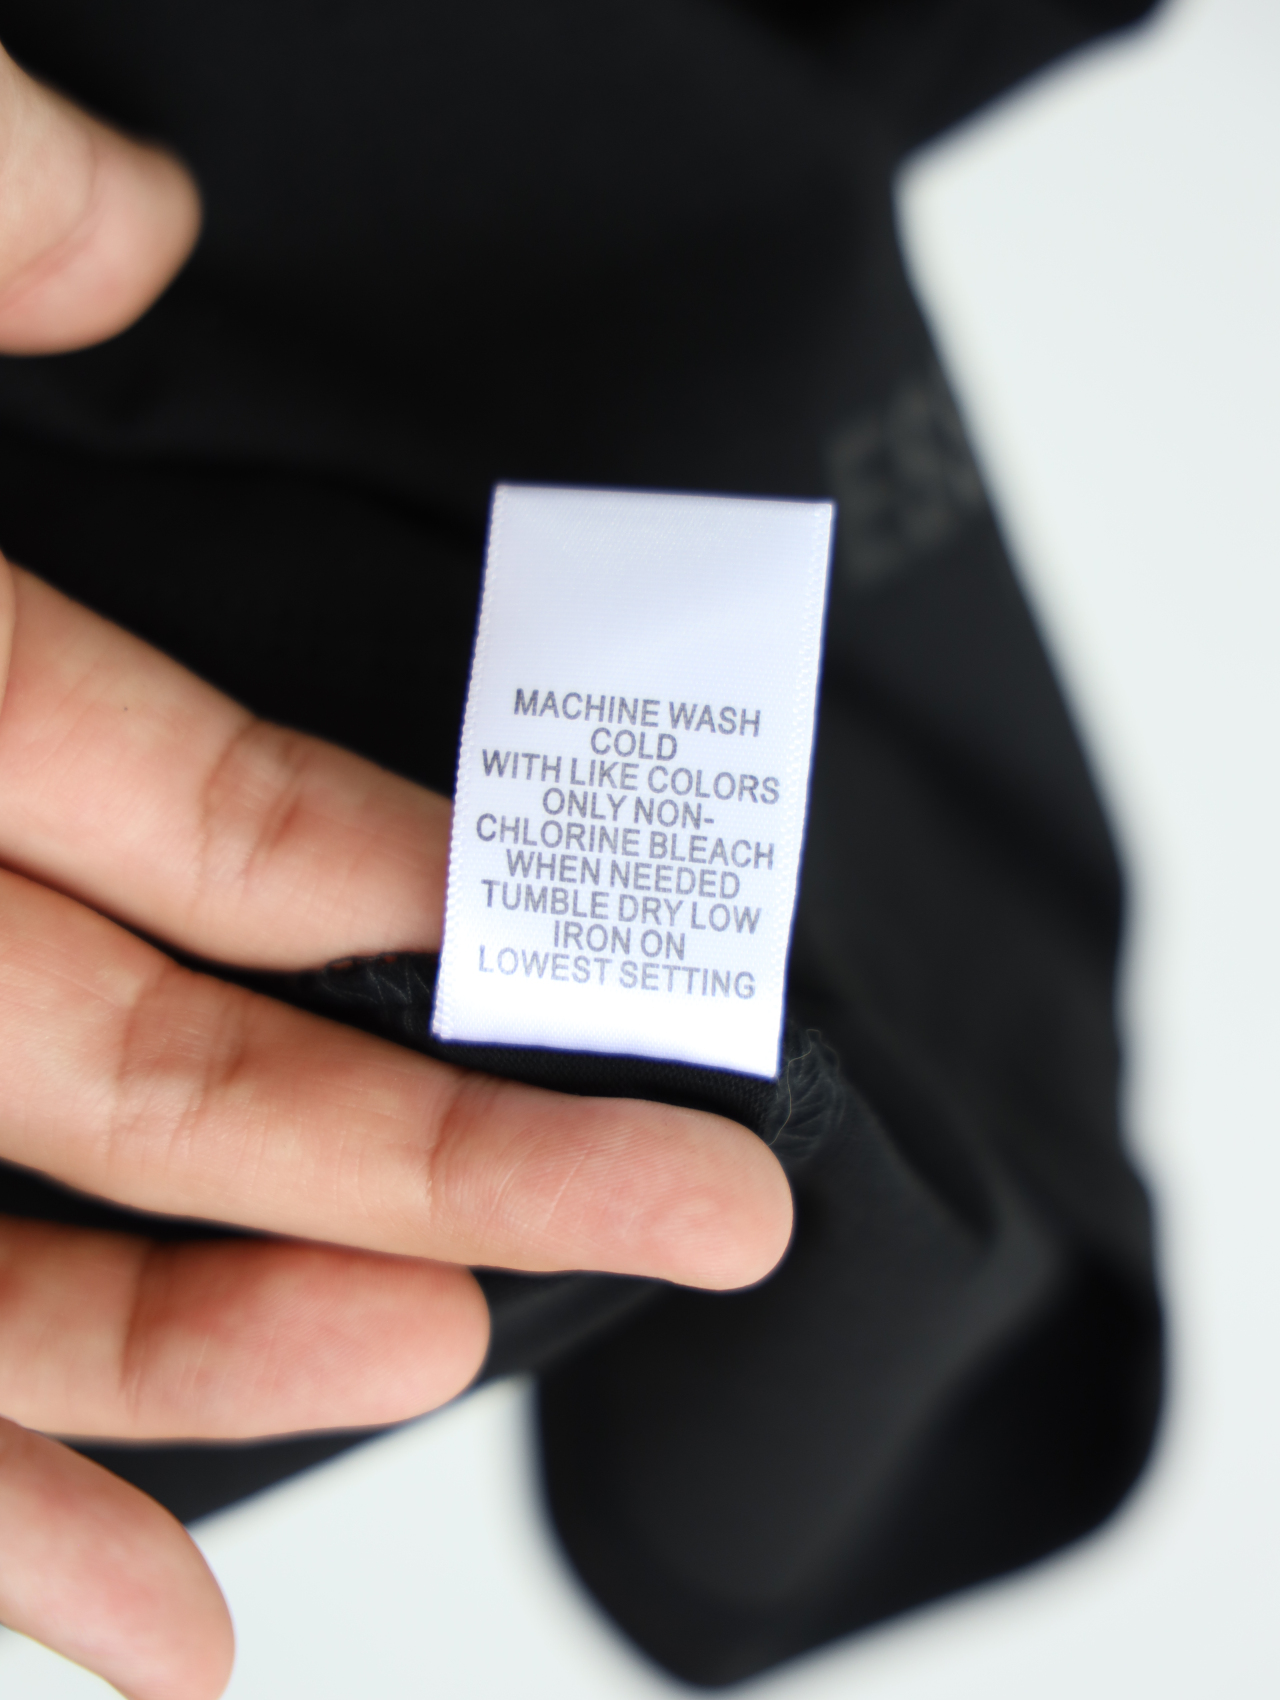 MACHINE WASH
COLD
WITH LIKE COLORS
ONLY NON-
CHLORINE BLEACH
WHEN NEEDED
TUMBLE DRY LOW
IRON ON
LOWEST SETTING